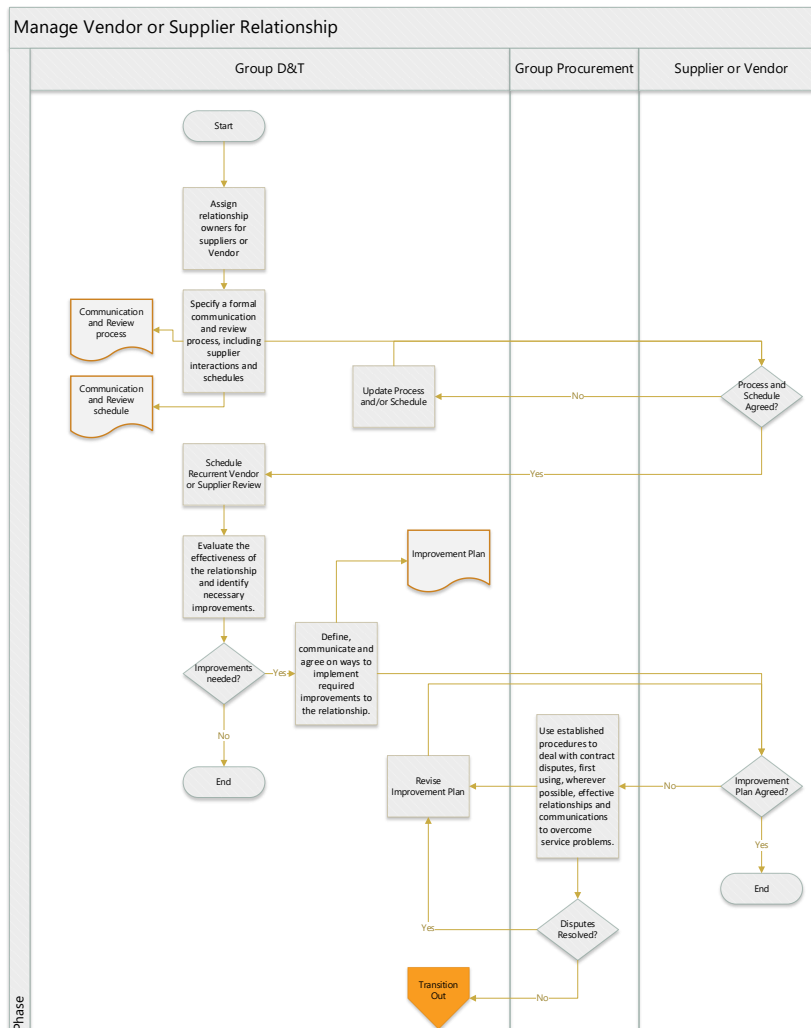 Manage Vendor or Supplier Relationship
Group D&T
Group Procurement
Supplier or Vendor
Start
Assign
relationship
owners for
suppliers or
Vendor
Communication
and Review
process
Specify a formal
communication
and review
process, including
supplier
interactions and
schedules
Communication
and Review
schedule
Update Process
and/or Schedule
No
Process and
Schedule
Agreed?
Schedule
Recurrent Vendor
or Supplier Review
Yes
Evaluate the
effectiveness of
the relationship
and identify
necessary
improvements.
Improvement Plan
Improvements
needed?
Yes
Define,
communicate and
agree on ways to
implement
required
improvements to
the relationship.
No
End
Revise
Improvement Plan
Use established
procedures to
deal with contract
disputes, first
using, wherever
possible, effective
relationships and
communications
to overcome
service problems.
No
Improvement
Plan Agreed?
Yes
End
Yes
Disputes
Resolved?
Transition
Out
No
Phase